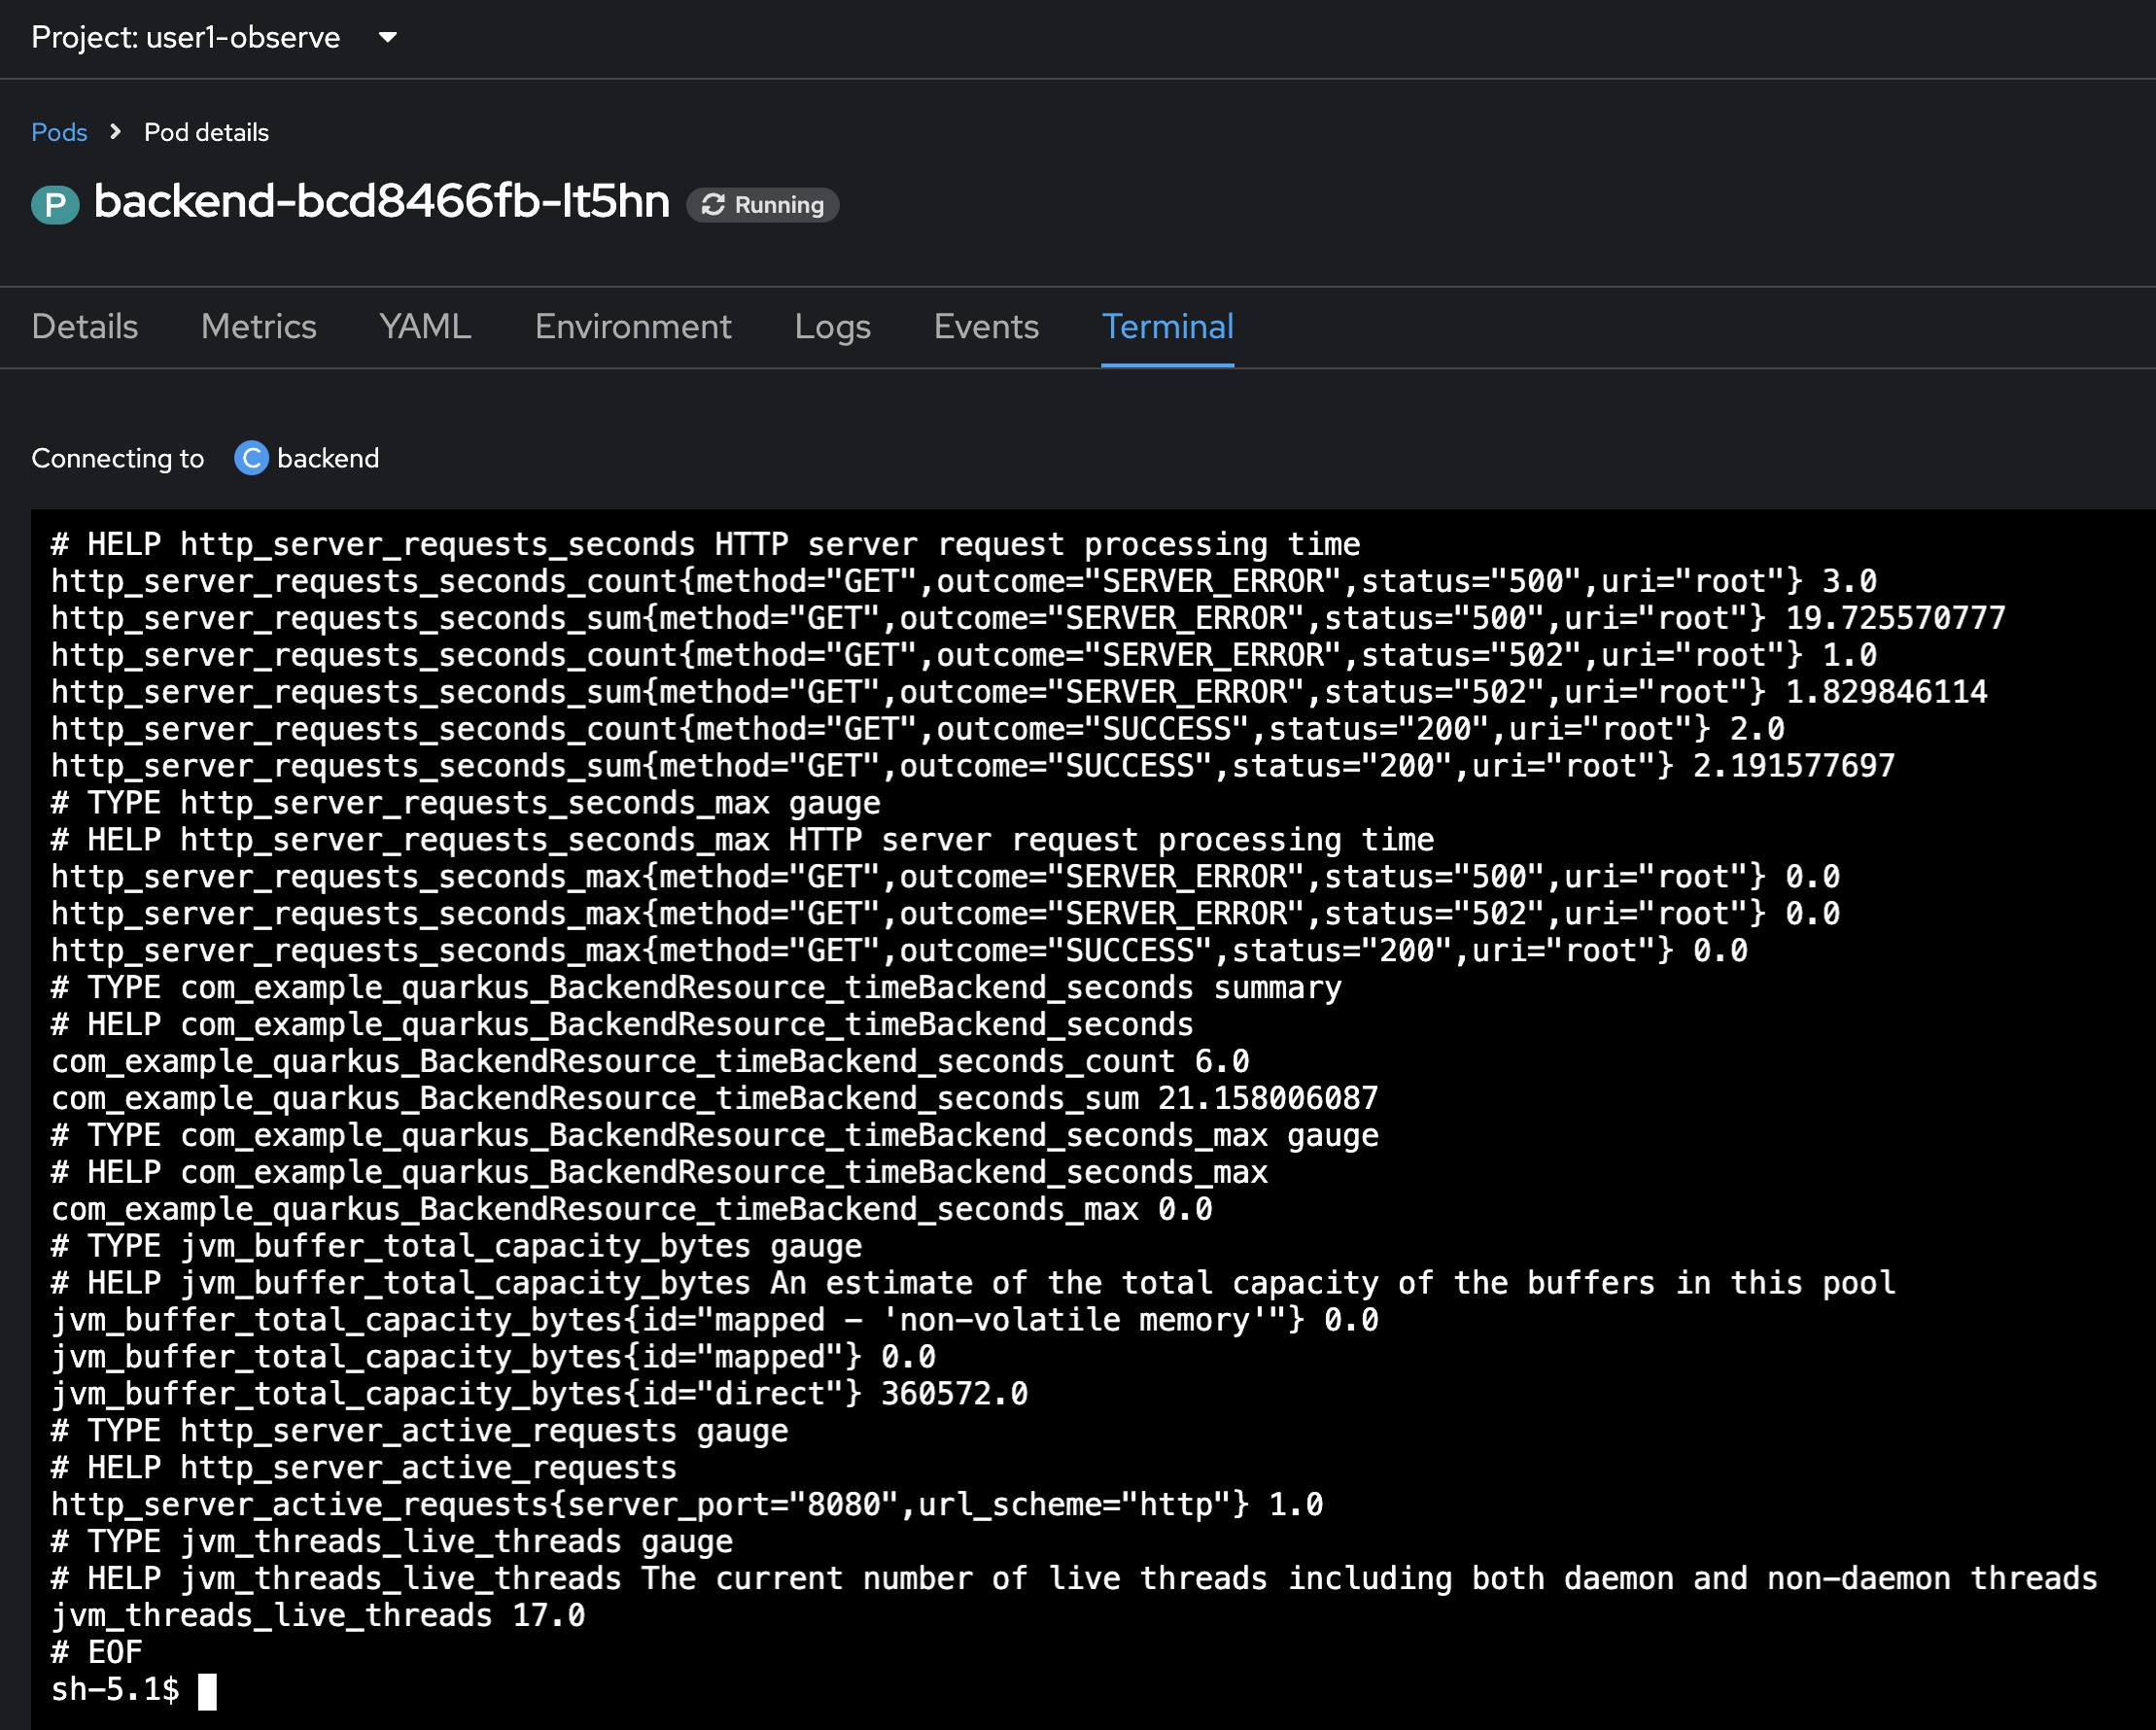 Project: user1-observe
Pods > Pod details
P backend-bcd8466fb-lt5hn Running
Details Metrics YAML Environment Logs Events Terminal
Connecting to C backend
# HELP http_server_requests_seconds HTTP server request processing time
http_server_requests_seconds_count{method="GET",outcome="SERVER_ERROR",status="500",uri="root"} 3.0
http_server_requests_seconds_sum{method="GET",outcome="SERVER_ERROR",status="500",uri="root"} 19.725570777
http_server_requests_seconds_count{method="GET",outcome="SERVER_ERROR",status="502",uri="root"} 1.0
http_server_requests_seconds_sum{method="GET",outcome="SERVER_ERROR",status="502",uri="root"} 1.829846114
http_server_requests_seconds_count{method="GET",outcome="SUCCESS",status="200",uri="root"} 2.0
http_server_requests_seconds_sum{method="GET",outcome="SUCCESS",status="200",uri="root"} 2.191577697
# TYPE http_server_requests_seconds_max gauge
# HELP http_server_requests_seconds_max HTTP server request processing time
http_server_requests_seconds_max{method="GET",outcome="SERVER_ERROR",status="500",uri="root"} 0.0
http_server_requests_seconds_max{method="GET",outcome="SERVER_ERROR",status="502",uri="root"} 0.0
http_server_requests_seconds_max{method="GET",outcome="SUCCESS",status="200",uri="root"} 0.0
# TYPE com_example_quarkus_BackendResource_timeBackend_seconds summary
# HELP com_example_quarkus_BackendResource_timeBackend_seconds
com_example_quarkus_BackendResource_timeBackend_seconds_count 6.0
com_example_quarkus_BackendResource_timeBackend_seconds_sum 21.158006087
# TYPE com_example_quarkus_BackendResource_timeBackend_seconds_max gauge
# HELP com_example_quarkus_BackendResource_timeBackend_seconds_max
com_example_quarkus_BackendResource_timeBackend_seconds_max 0.0
# TYPE jvm_buffer_total_capacity_bytes gauge
# HELP jvm_buffer_total_capacity_bytes An estimate of the total capacity of the buffers in this pool
jvm_buffer_total_capacity_bytes{id="mapped - 'non-volatile memory'"} 0.0
jvm_buffer_total_capacity_bytes{id="mapped"} 0.0
jvm_buffer_total_capacity_bytes{id="direct"} 360572.0
# TYPE http_server_active_requests gauge
# HELP http_server_active_requests
http_server_active_requests{server_port="8080",url_scheme="http"} 1.0
# TYPE jvm_threads_live_threads gauge
# HELP jvm_threads_live_threads The current number of live threads including both daemon and non-daemon threads
jvm_threads_live_threads 17.0
# EOF
sh-5.1$